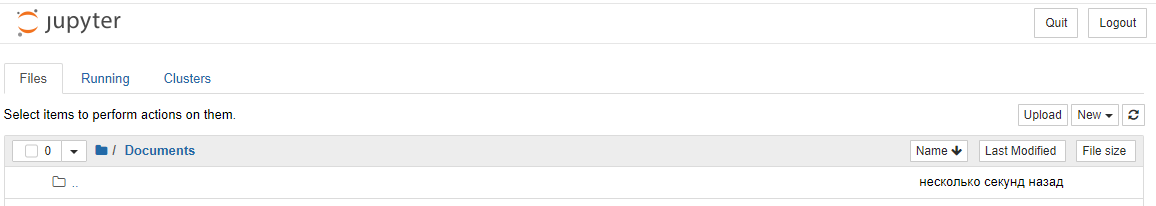 jupyter
Quit Logout
Files Running Clusters
Select items to perform actions on them.
Upload New
0 / Documents Name Last Modified File size
.. несколько секунд назад